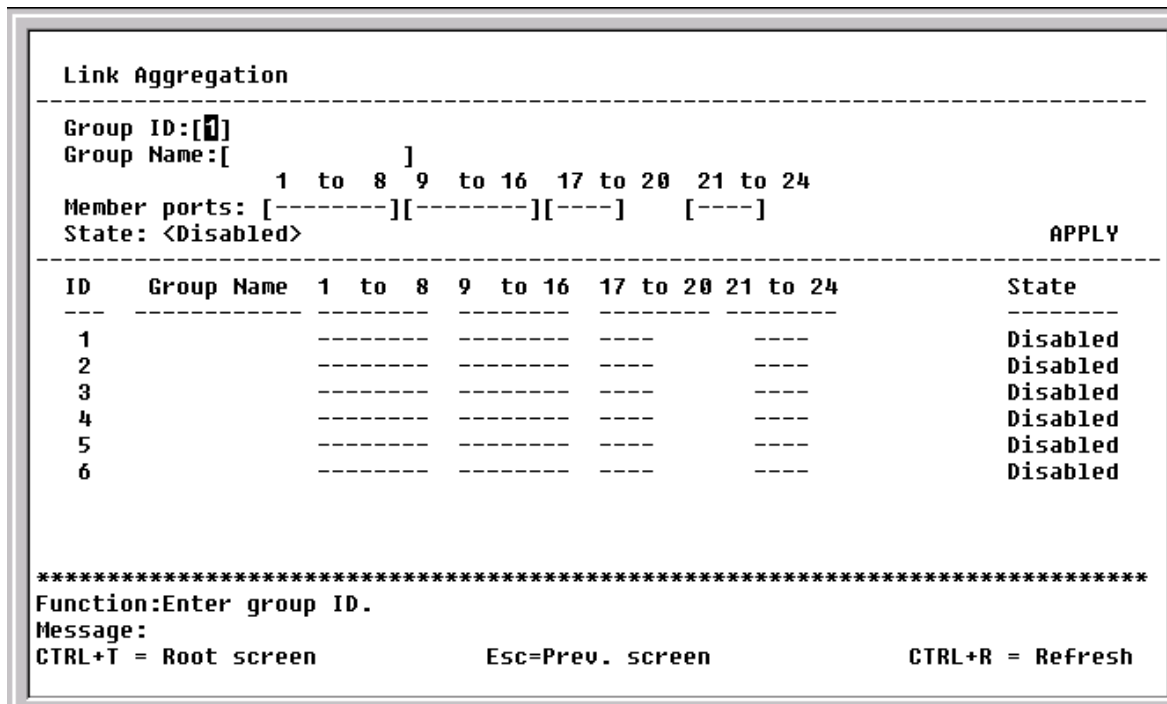 Link Aggregation
--------------------------------------------------------------------------------
Group ID:[1]
Group Name:[            ]
1  to  8  9  to 16  17 to 20  21 to 24
Member ports: [--------][--------][----]    [----]
State: <Disabled>    APPLY
--------------------------------------------------------------------------------
ID   Group Name  1  to  8  9  to 16  17 to 20 21 to 24   State
---  ------------ --------  --------  -------- --------   --------
1   --------  --------  ----  ----   Disabled
2   --------  --------  ----  ----   Disabled
3   --------  --------  ----  ----   Disabled
4   --------  --------  ----  ----   Disabled
5   --------  --------  ----  ----   Disabled
6   --------  --------  ----  ----   Disabled
*******************************************************************************
Function:Enter group ID.
Message:
CTRL+T = Root screen   Esc=Prev. screen   CTRL+R = Refresh